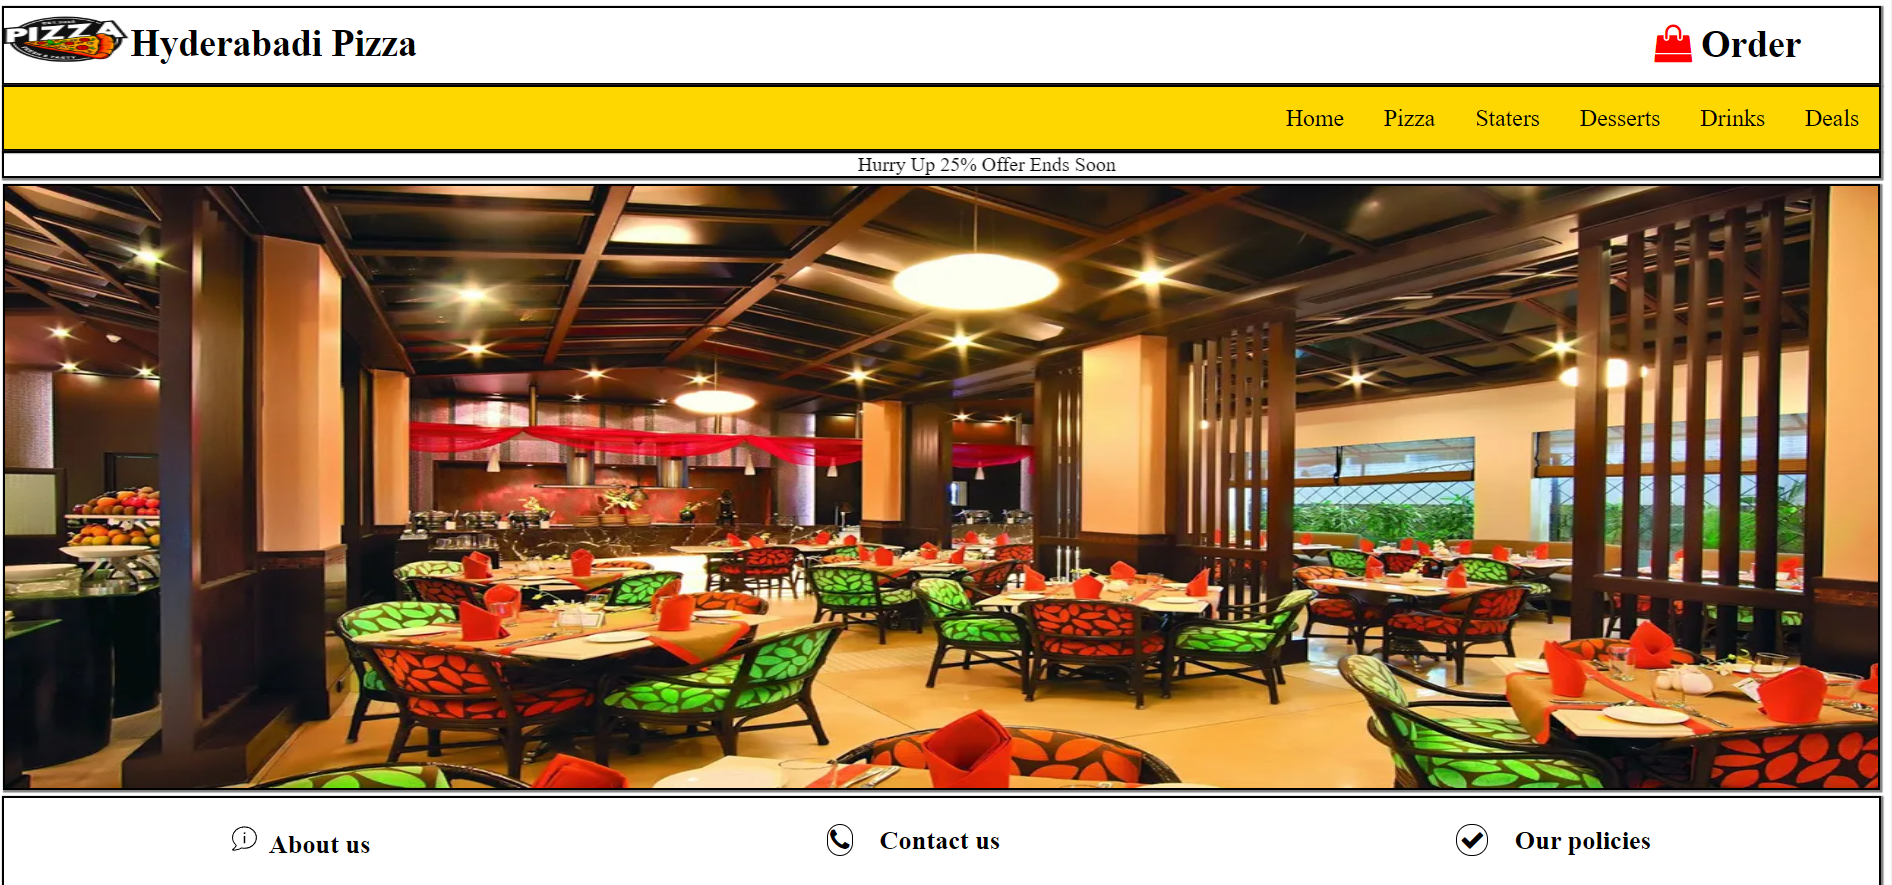 PIZZA
Hyderabadi Pizza
Order
Home Pizza Staters Desserts Drinks Deals
Hurry Up 25% Offer Ends Soon
About us
Contact us
Our policies